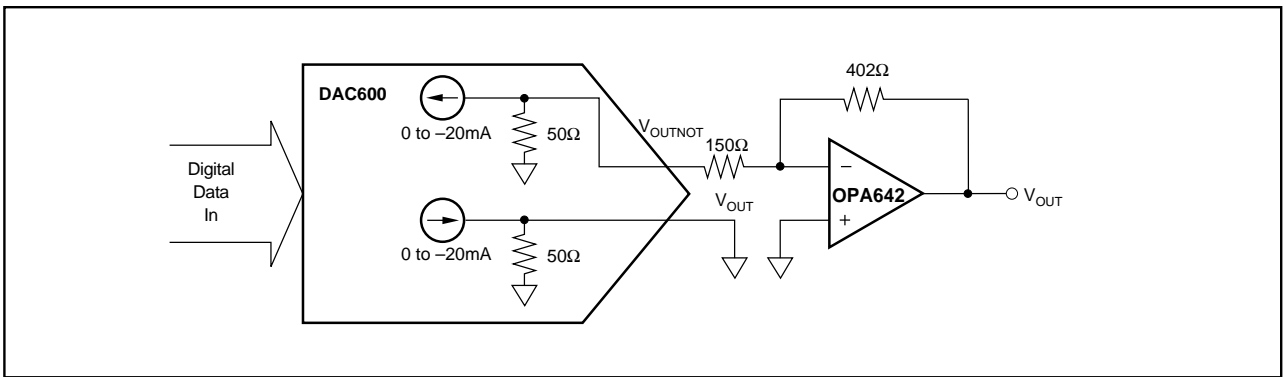 402Ω
DAC600
0 to –20mA
50Ω
V_OUTNOT
150Ω
Digital
Data
In
–
OPA642
+
V_OUT
V_OUT
0 to –20mA
50Ω